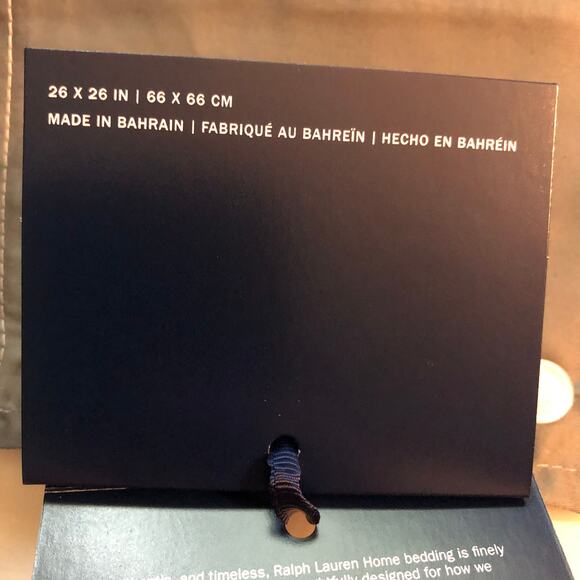 26 X 26 IN | 66 X 66 CM
MADE IN BAHRAIN | FABRIQUÉ AU BAHREÏN | HECHO EN BAHRÉIN
and timeless, Ralph Lauren Home bedding is finely
designed for how we